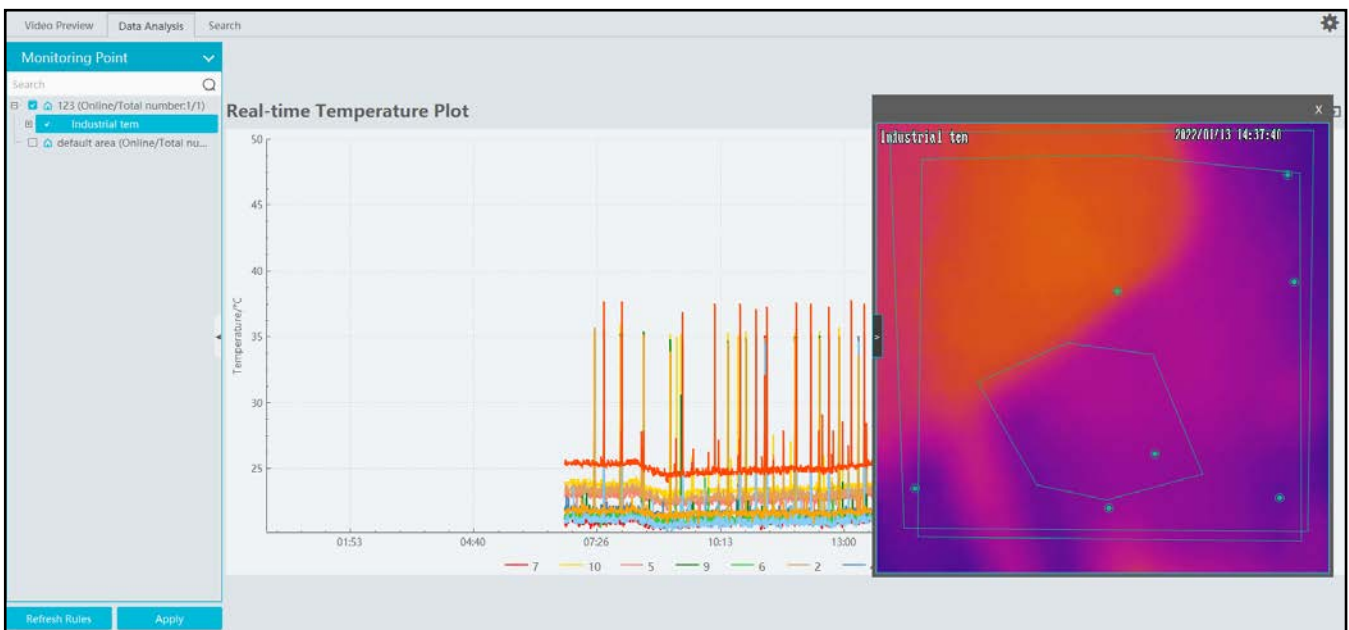 Video Preview Data Analysis Search
Monitoring Point
Search
123 (Online/Total number:1/1)
Industrial tem
default area (Online/Total nu...
Refresh Rules Apply
Real-time Temperature Plot
Temperature/°C
50
45
40
35
30
25
01:53 04:40 07:26 10:13 13:00
7 10 5 9 6 2
X
Industrial tem 2022/01/13 14:37:40